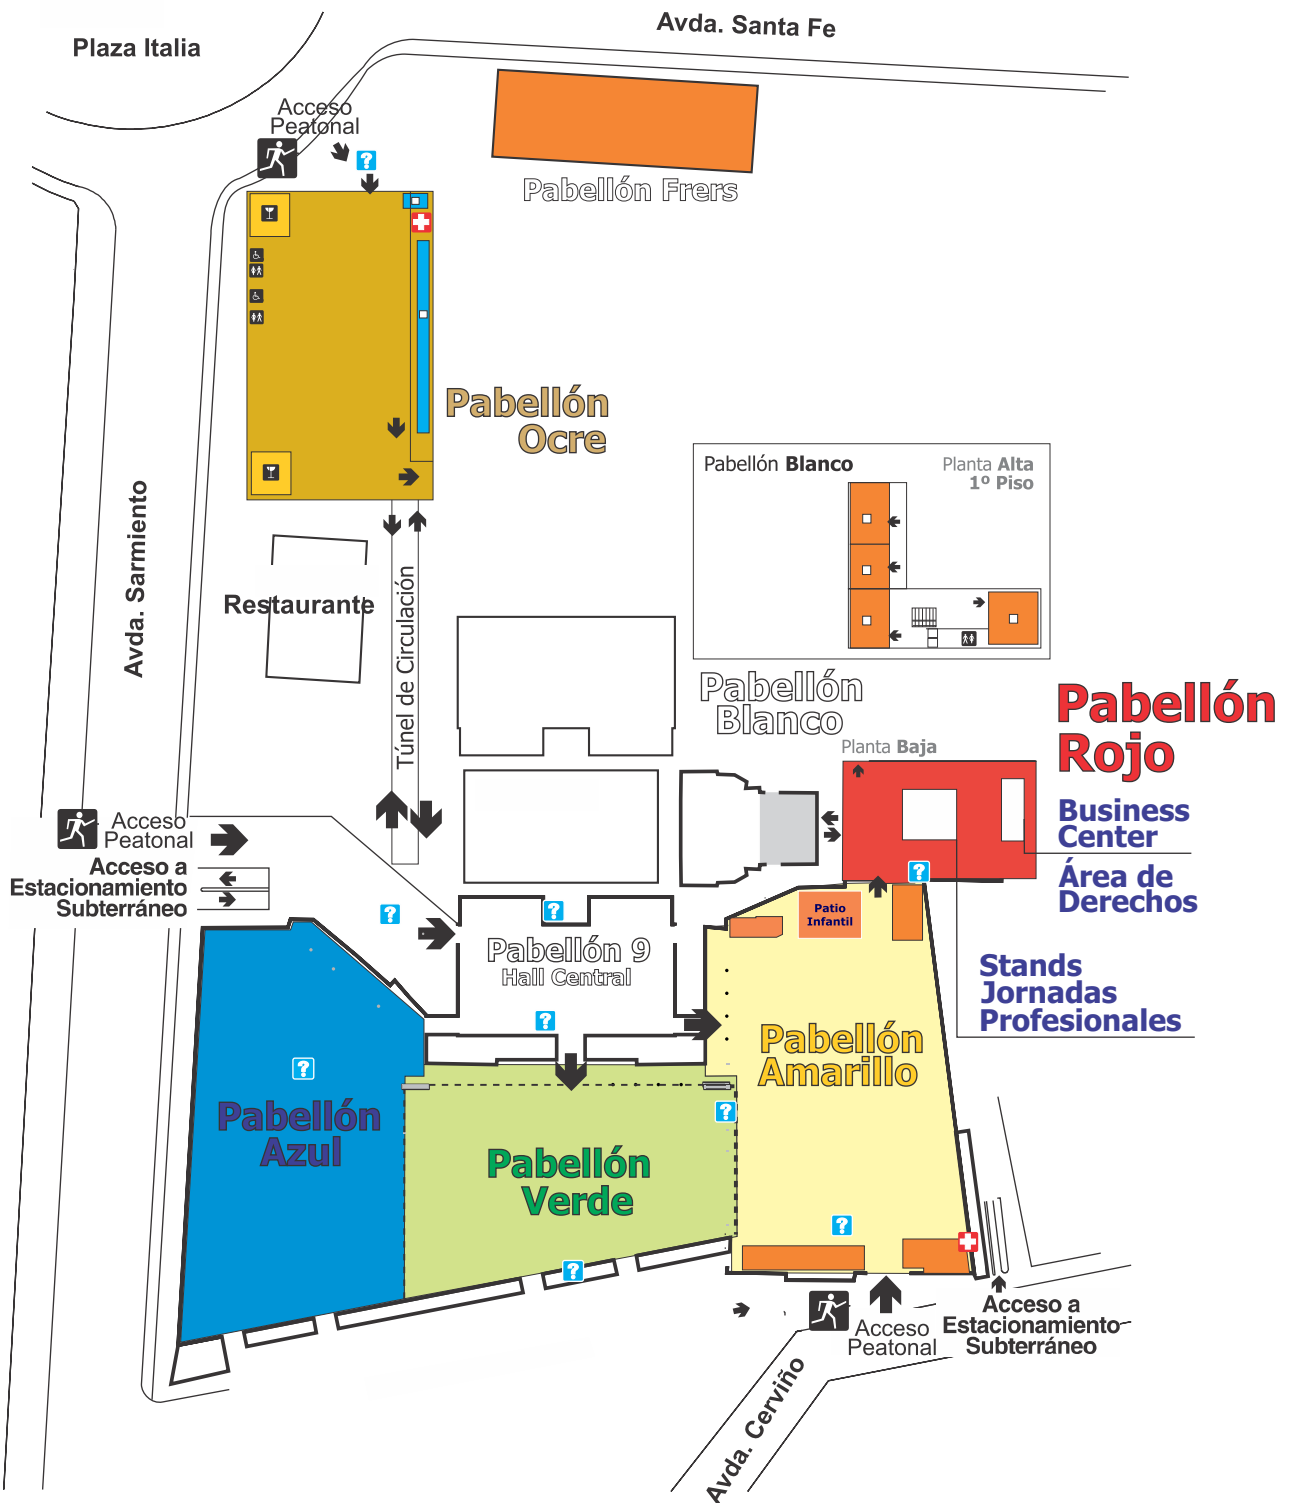 Plaza Italia
Avda. Santa Fe
Acceso
Peatonal
?
Pabellón Frers
Pabellón
Ocre
Avda. Sarmiento
Restaurante
Túnel de Circulación
Pabellón Blanco
Planta Alta
1º Piso
Pabellón
Blanco
Planta Baja
Pabellón
Rojo
Business
Center
Área de
Derechos
Stands
Jornadas
Profesionales
Acceso
Peatonal
Acceso a
Estacionamiento
Subterráneo
?
?
?
Patio
Infantil
Pabellón 9
Hall Central
?
Pabellón
Amarillo
?
Pabellón
Azul
?
Pabellón
Verde
?
?
Acceso
Peatonal
Acceso a
Estacionamiento
Subterráneo
Avda. Cerviño